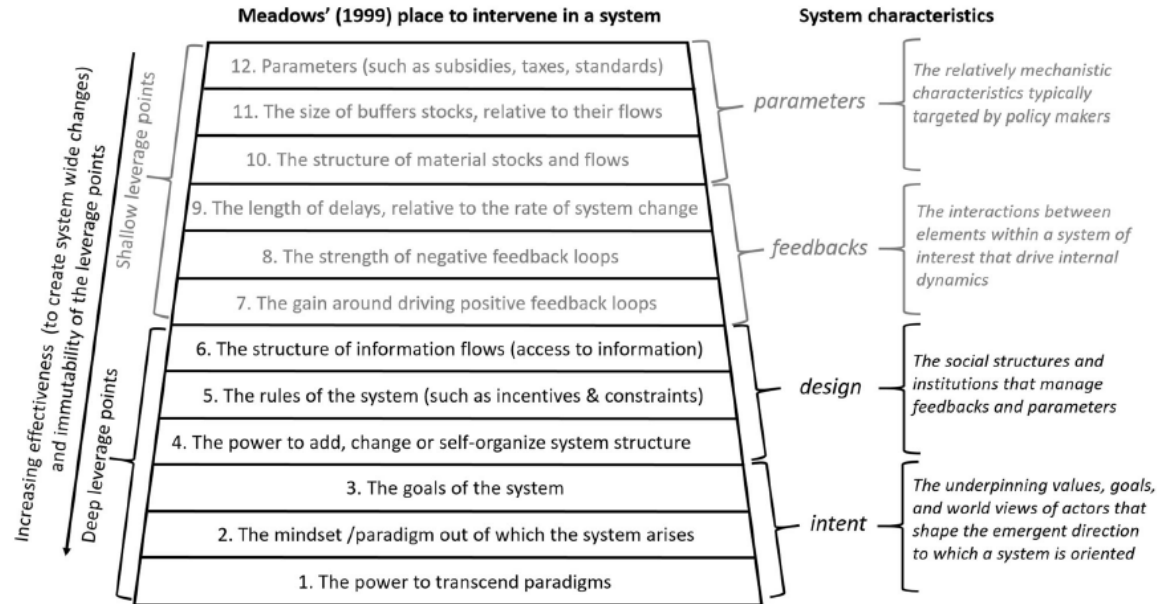 Meadows' (1999) place to intervene in a system
System characteristics
Increasing effectiveness (to create system wide changes)
and immutability of the leverage points
Shallow leverage points
Deep leverage points
12. Parameters (such as subsidies, taxes, standards)
11. The size of buffers stocks, relative to their flows
10. The structure of material stocks and flows
9. The length of delays, relative to the rate of system change
8. The strength of negative feedback loops
7. The gain around driving positive feedback loops
6. The structure of information flows (access to information)
5. The rules of the system (such as incentives & constraints)
4. The power to add, change or self-organize system structure
3. The goals of the system
2. The mindset /paradigm out of which the system arises
1. The power to transcend paradigms
parameters
The relatively mechanistic
characteristics typically
targeted by policy makers
feedbacks
The interactions between
elements within a system of
interest that drive internal
dynamics
design
The social structures and
institutions that manage
feedbacks and parameters
intent
The underpinning values, goals,
and world views of actors that
shape the emergent direction
to which a system is oriented